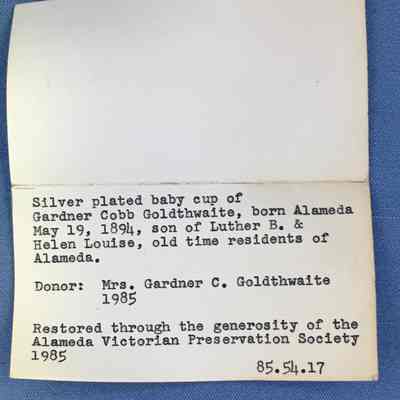 Silver plated baby cup of
Gardner Cobb Goldthwaite, born Alameda
May 19, 1894, son of Luther B. &
Helen Louise, old time residents of
Alameda.
Donor: Mrs. Gardner C. Goldthwaite
1985
Restored through the generosity of the
Alameda Victorian Preservation Society
1985
85.54.17